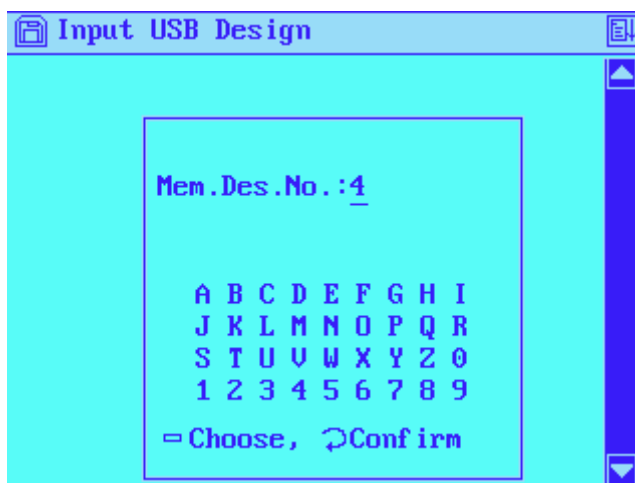 Input USB Design
Mem.Des.No.:4
A B C D E F G H I
J K L M N O P Q R
S T U V W X Y Z 0
1 2 3 4 5 6 7 8 9
Choose, Confirm